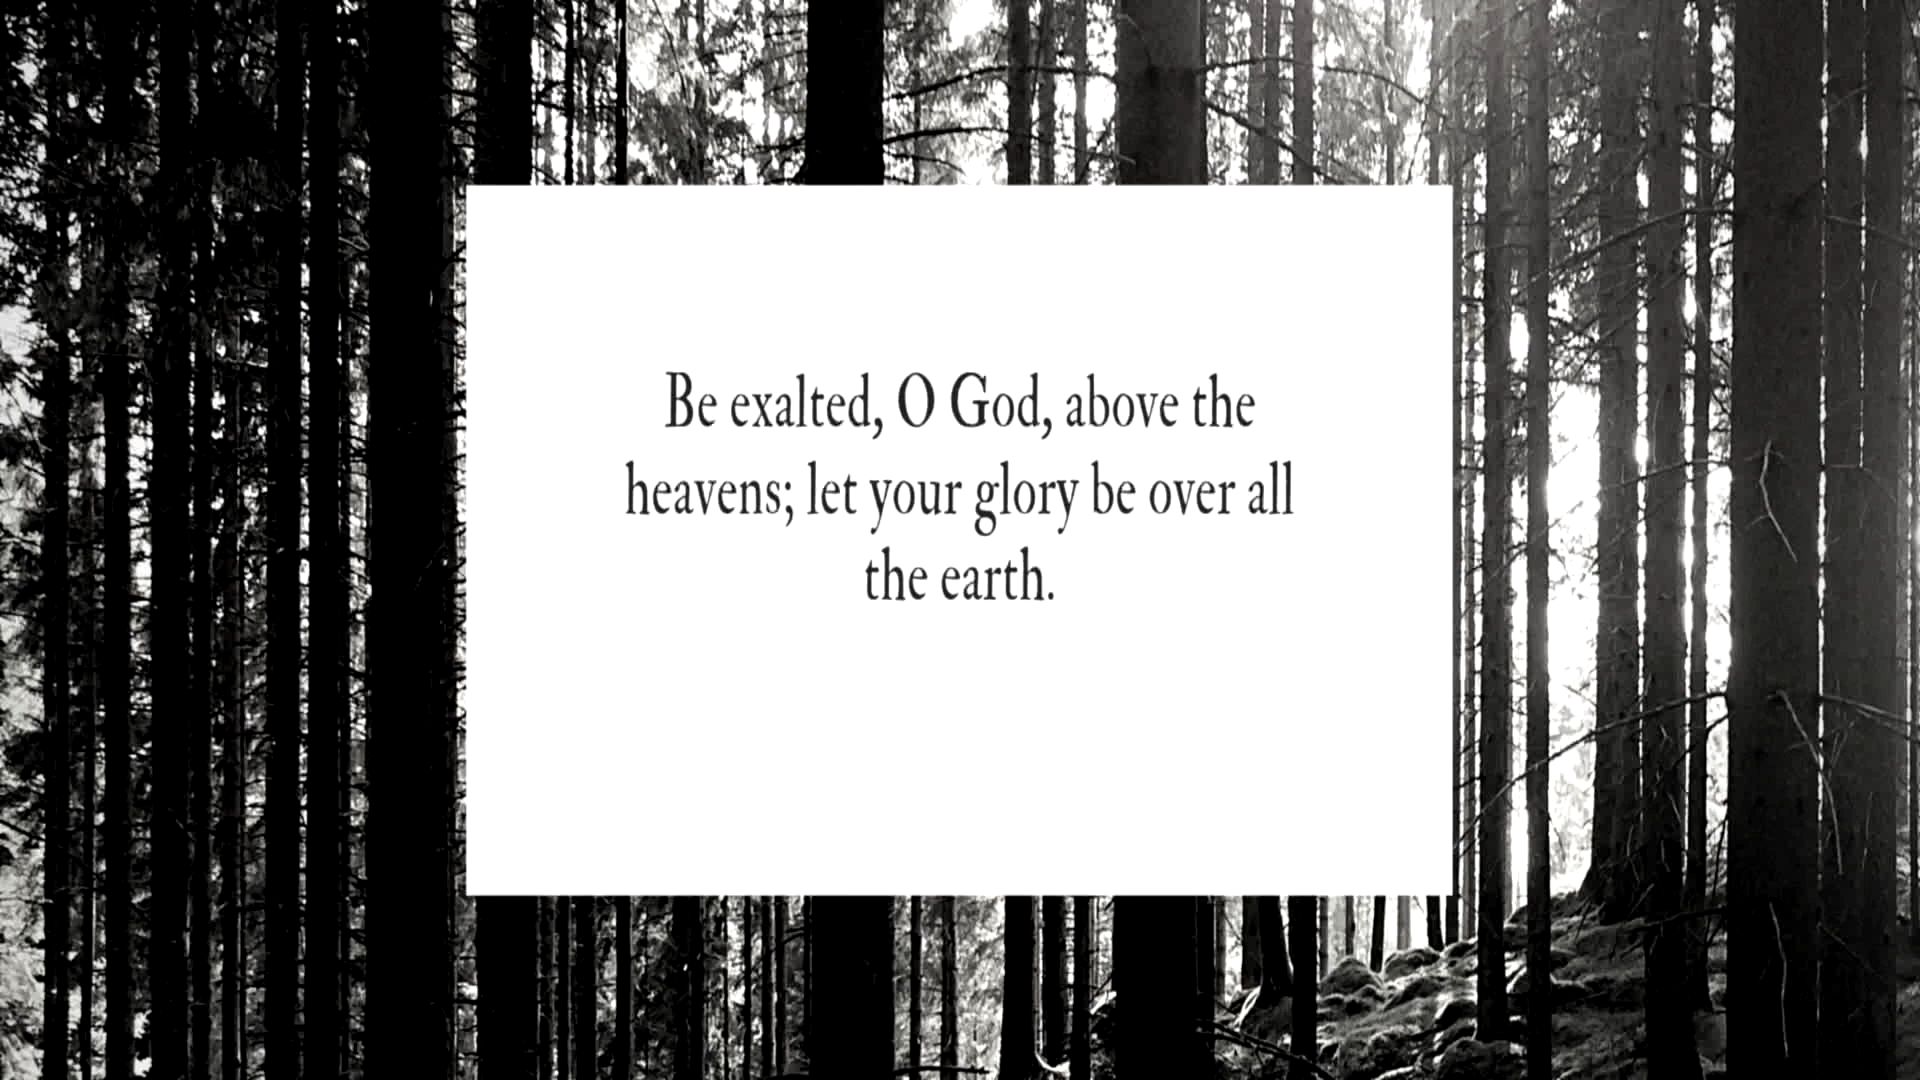 Be exalted, O God, above the
heavens; let your glory be over all
the earth.